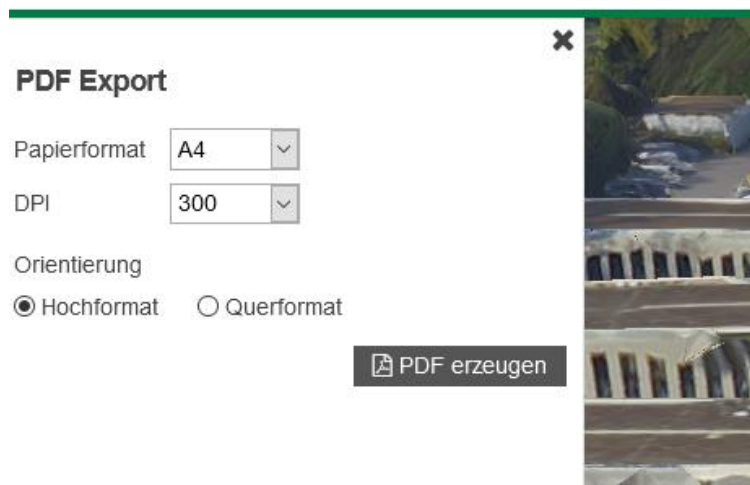 PDF Export
Papierformat A4
DPI 300
Orientierung
Hochformat Querformat
PDF erzeugen